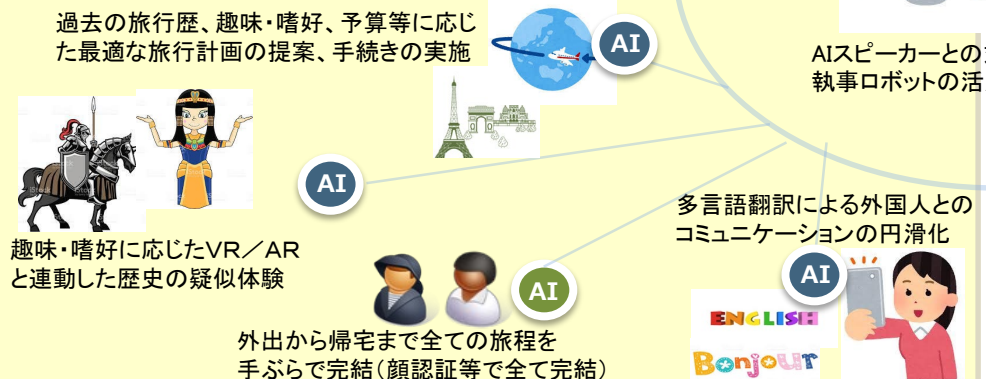 過去の旅行歴、趣味・嗜好、予算等に応じ
た最適な旅行計画の提案、手続きの実施
AI
AIスピーカーとの
執事ロボットの活
AI
趣味・嗜好に応じたVR／AR
と連動した歴史の疑似体験
多言語翻訳による外国人との
コミュニケーションの円滑化
AI
ENGLISH
Bonjour
AI
外出から帰宅まで全ての旅程を
手ぶらで完結（顔認証等で全て完結）